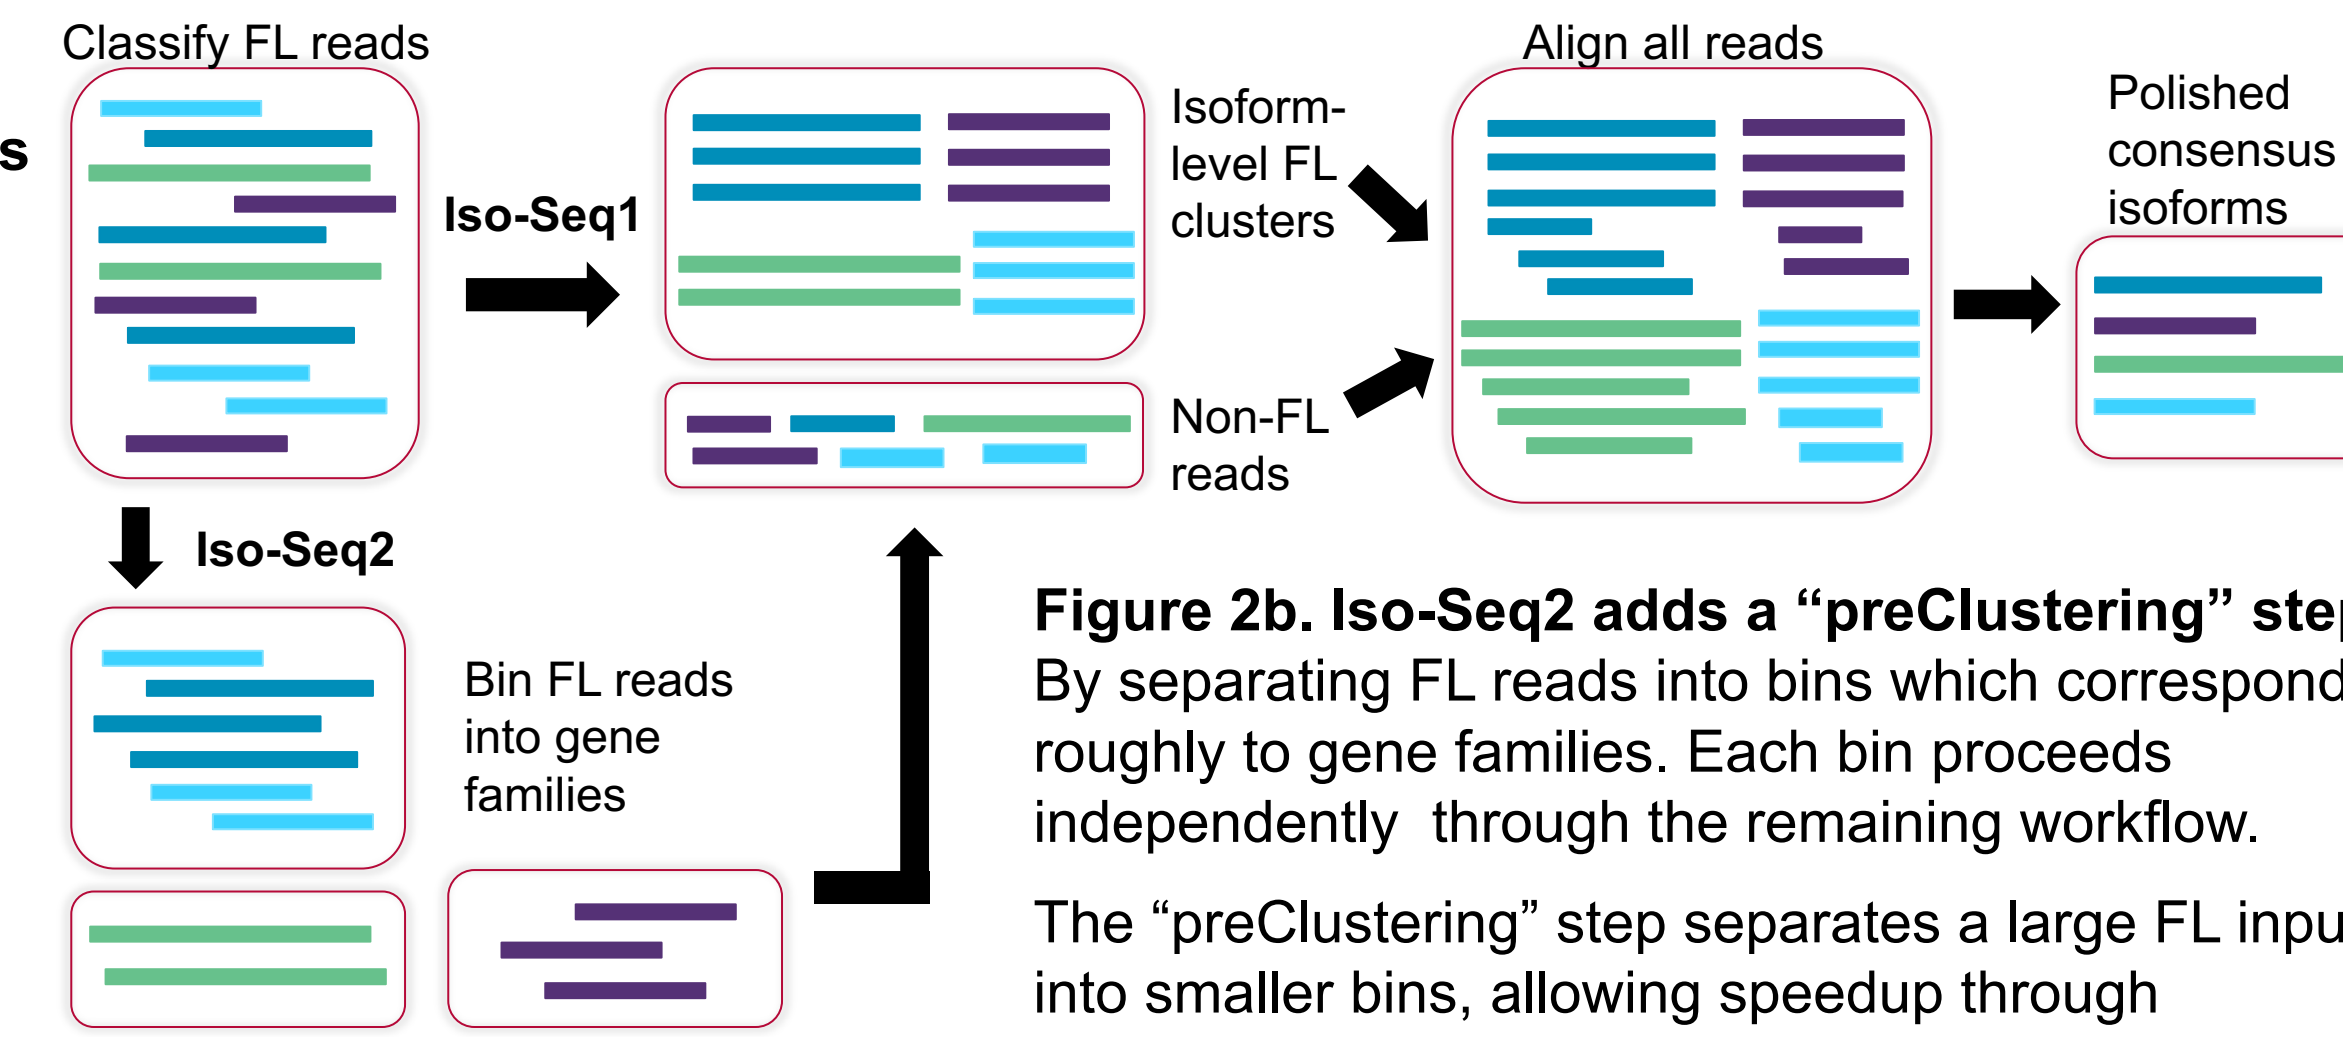 Classify FL reads
s
Iso-Seq1
Isoform-
level FL
clusters
Non-FL
reads
Align all reads
Polished
consensus
isoforms
Iso-Seq2
Bin FL reads
into gene
families
Figure 2b. Iso-Seq2 adds a “preClustering” step
By separating FL reads into bins which correspond
roughly to gene families. Each bin proceeds
independently  through the remaining workflow.
The “preClustering” step separates a large FL inpu
into smaller bins, allowing speedup through